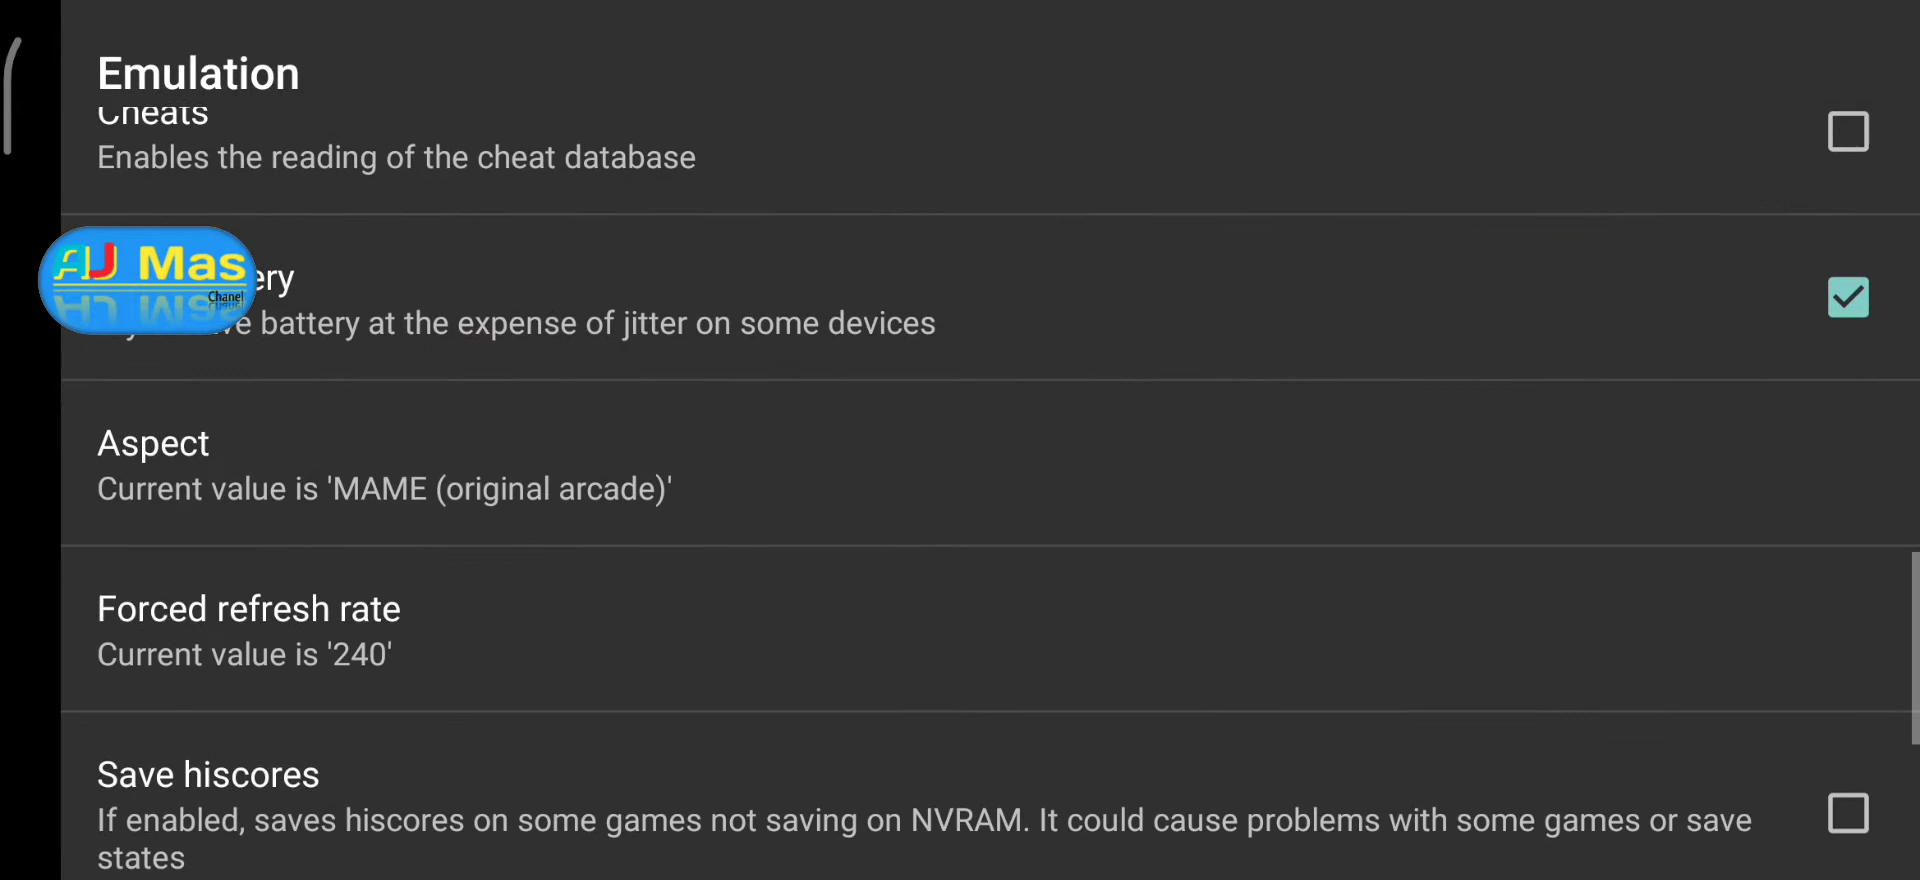 Emulation
Cheats
Enables the reading of the cheat database
AJ Mas
Chanel
ery
ve battery at the expense of jitter on some devices
Aspect
Current value is 'MAME (original arcade)'
Forced refresh rate
Current value is '240'
Save hiscores
If enabled, saves hiscores on some games not saving on NVRAM. It could cause problems with some games or save
states